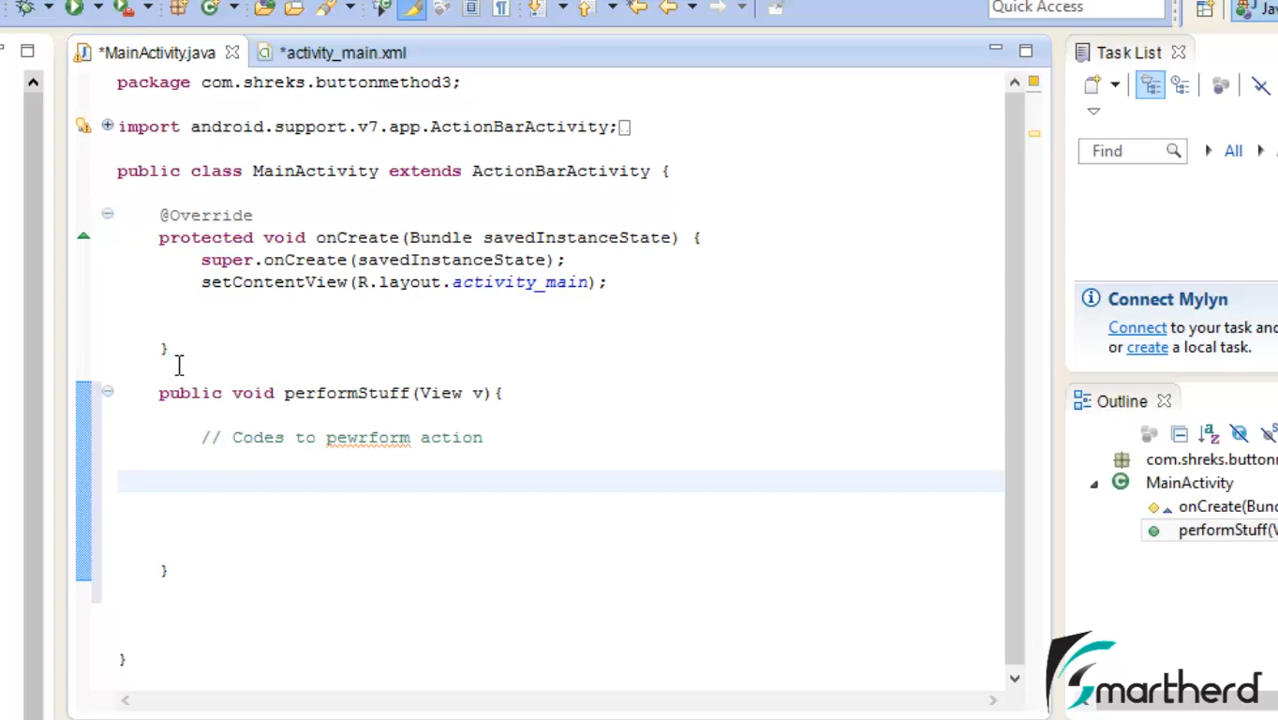 Quick Access
Ja
*MainActivity.java
*activity_main.xml
Task List
package com.shreks.buttonmethod3;
import android.support.v7.app.ActionBarActivity;
Find
All
public class MainActivity extends ActionBarActivity {
@Override
protected void onCreate(Bundle savedInstanceState) {
super.onCreate(savedInstanceState);
setContentView(R.layout.activity_main);
}
Connect Mylyn
Connect to your task and
or create a local task.
public void performStuff(View v){
// Codes to pewrform action
}
}
Outline
com.shreks.button
MainActivity
onCreate(Bund
performStuff(V
Smartherd